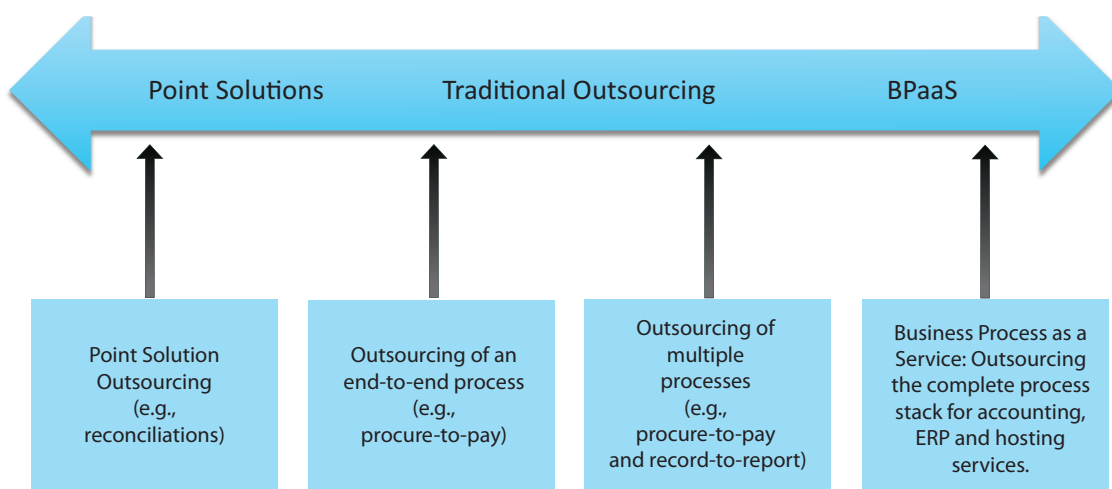 Point Solutions
Traditional Outsourcing
BPaaS
Point Solution
Outsourcing
(e.g.,
reconciliations)
Outsourcing of an
end-to-end process
(e.g.,
procure-to-pay)
Outsourcing of
multiple
processes
(e.g.,
procure-to-pay
and record-to-report)
Business Process as a
Service: Outsourcing
the complete process
stack for accounting,
ERP and hosting
services.